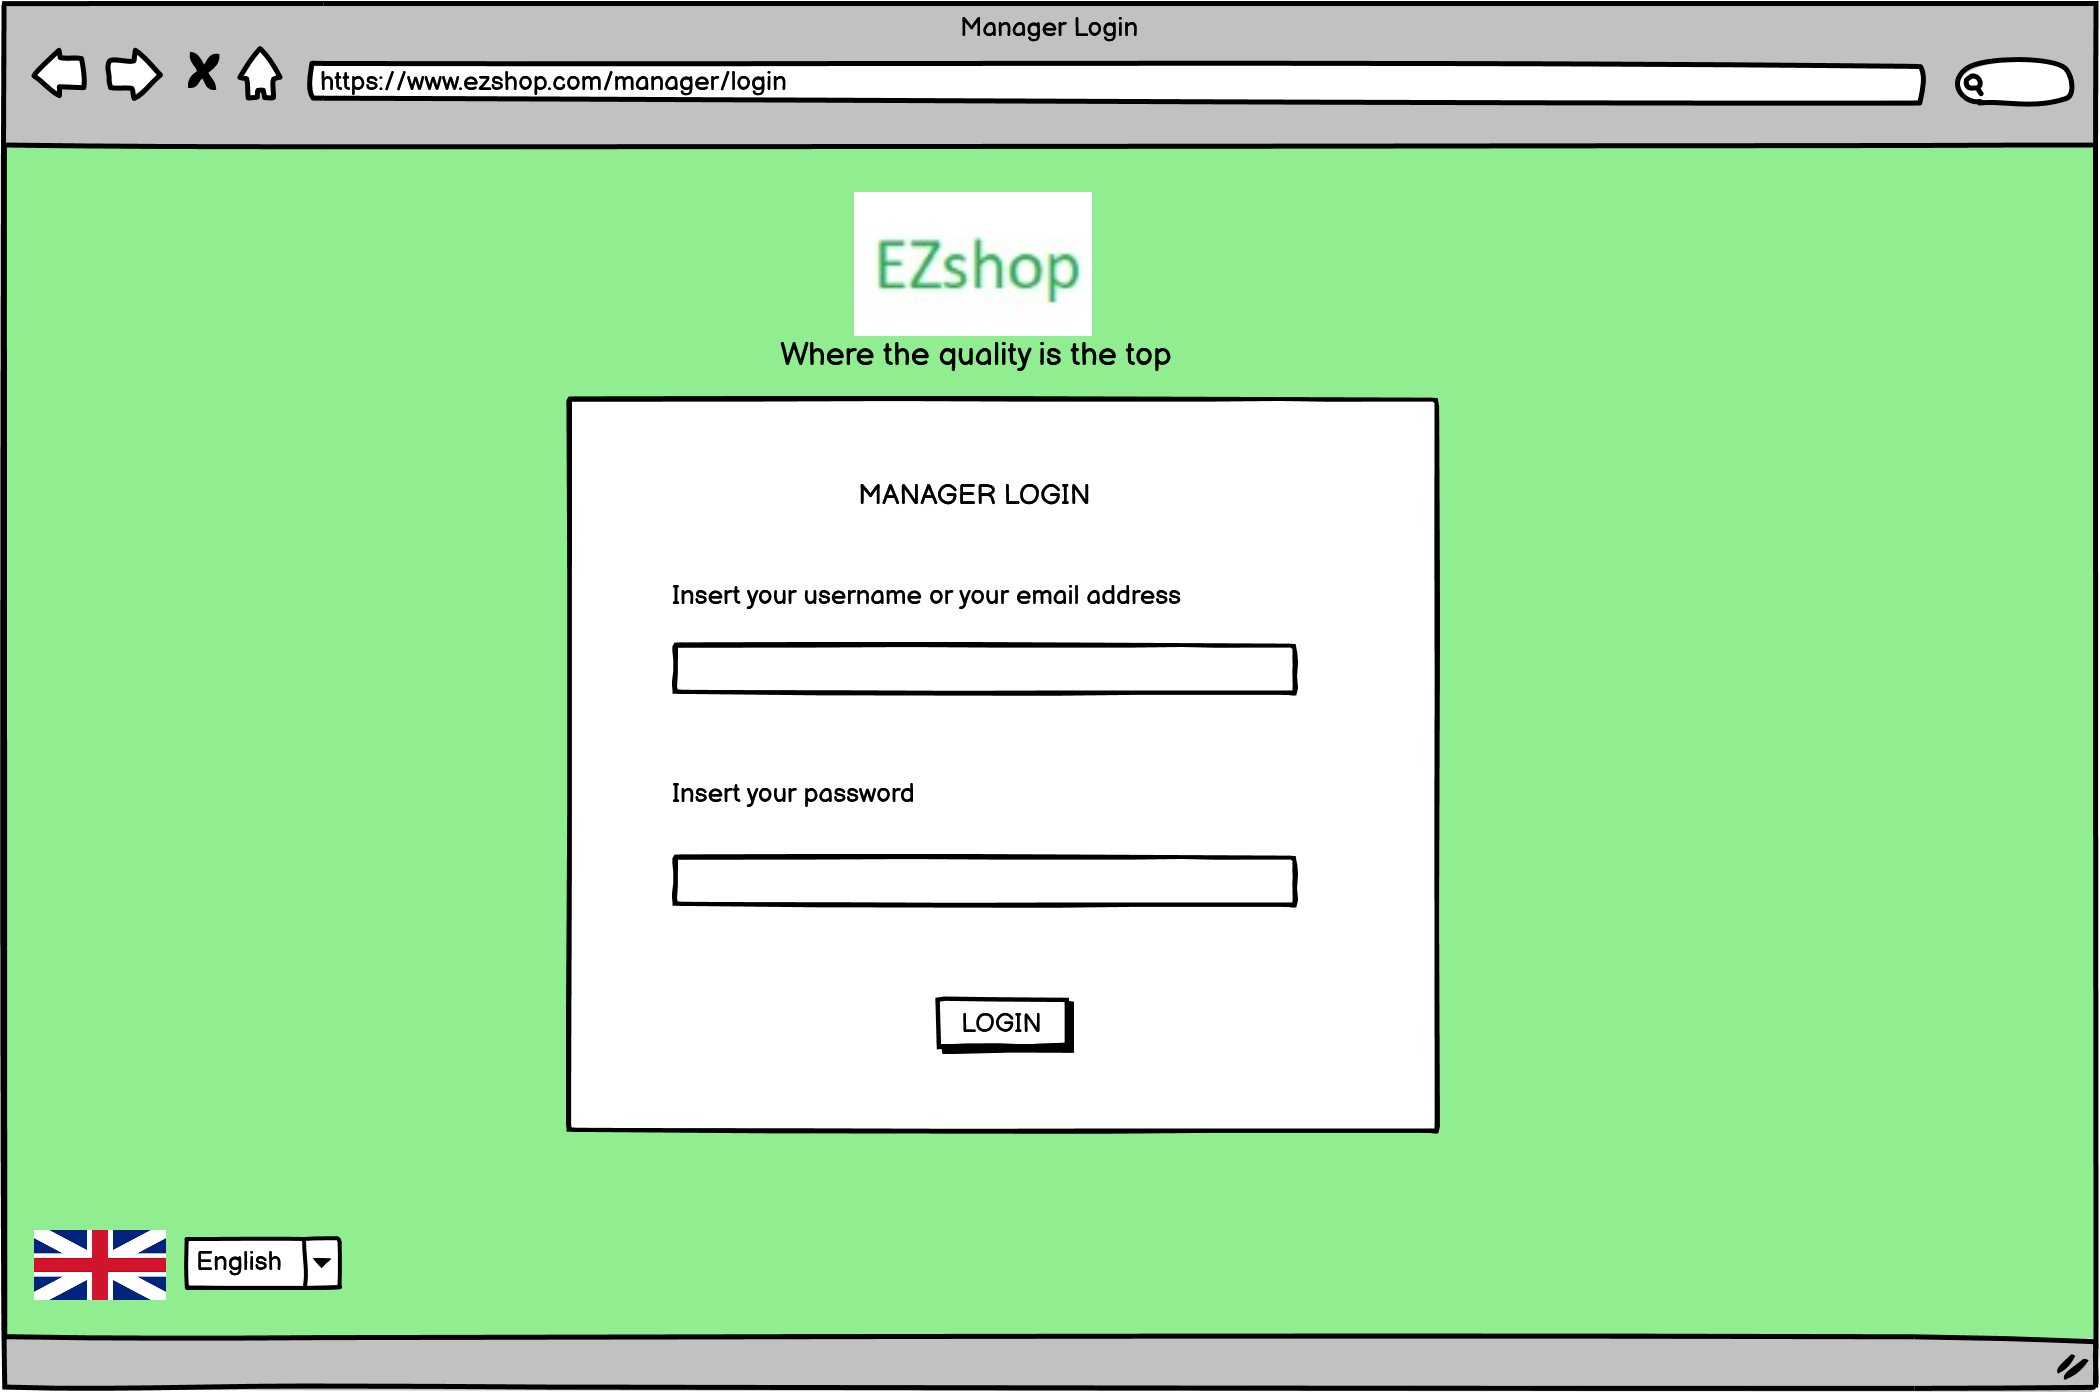 Manager Login
https://www.ezshop.com/manager/login
EZshop
Where the quality is the top
MANAGER LOGIN
Insert your username or your email address
Insert your password
LOGIN
English